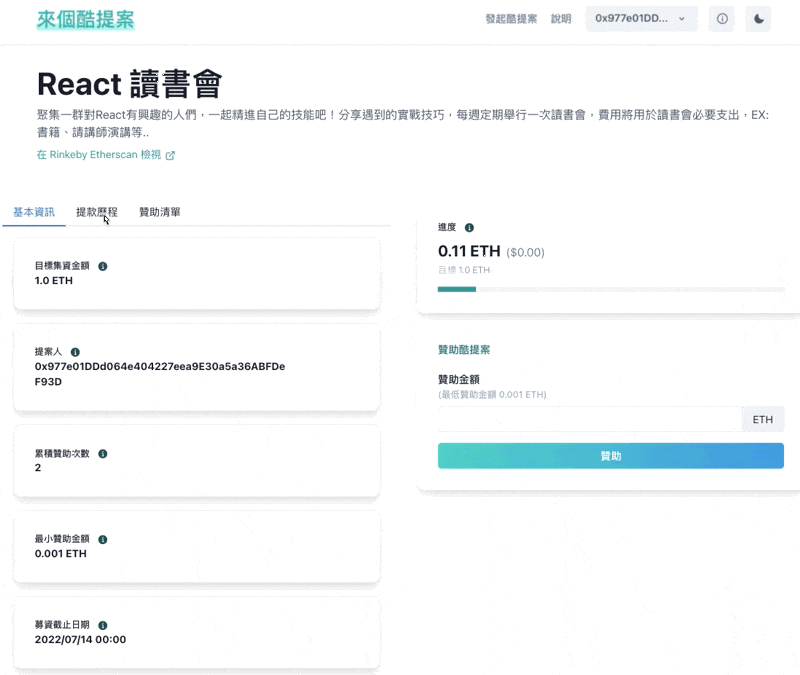 來個酷提案
發起酷提案
說明
0x977e01DD...
React 讀書會
聚集一群對React有興趣的人們，一起精進自己的技能吧！分享遇到的實戰技巧，每週定期舉行一次讀書會，費用將用於讀書會必要支出，EX:
書籍、請講師演講等..
在 Rinkeby Etherscan 檢視
基本資訊
提款歷程
贊助清單
目標集資金額
1.0 ETH
提案人
0x977e01DDd064e404227eea9E30a5a36ABFDe
F93D
累積贊助次數
2
最小贊助金額
0.001 ETH
募資截止日期
2022/07/14 00:00
進度
0.11 ETH ($0.00)
目標 1.0 ETH
贊助酷提案
贊助金額
(最低贊助金額 0.001 ETH)
ETH
贊助